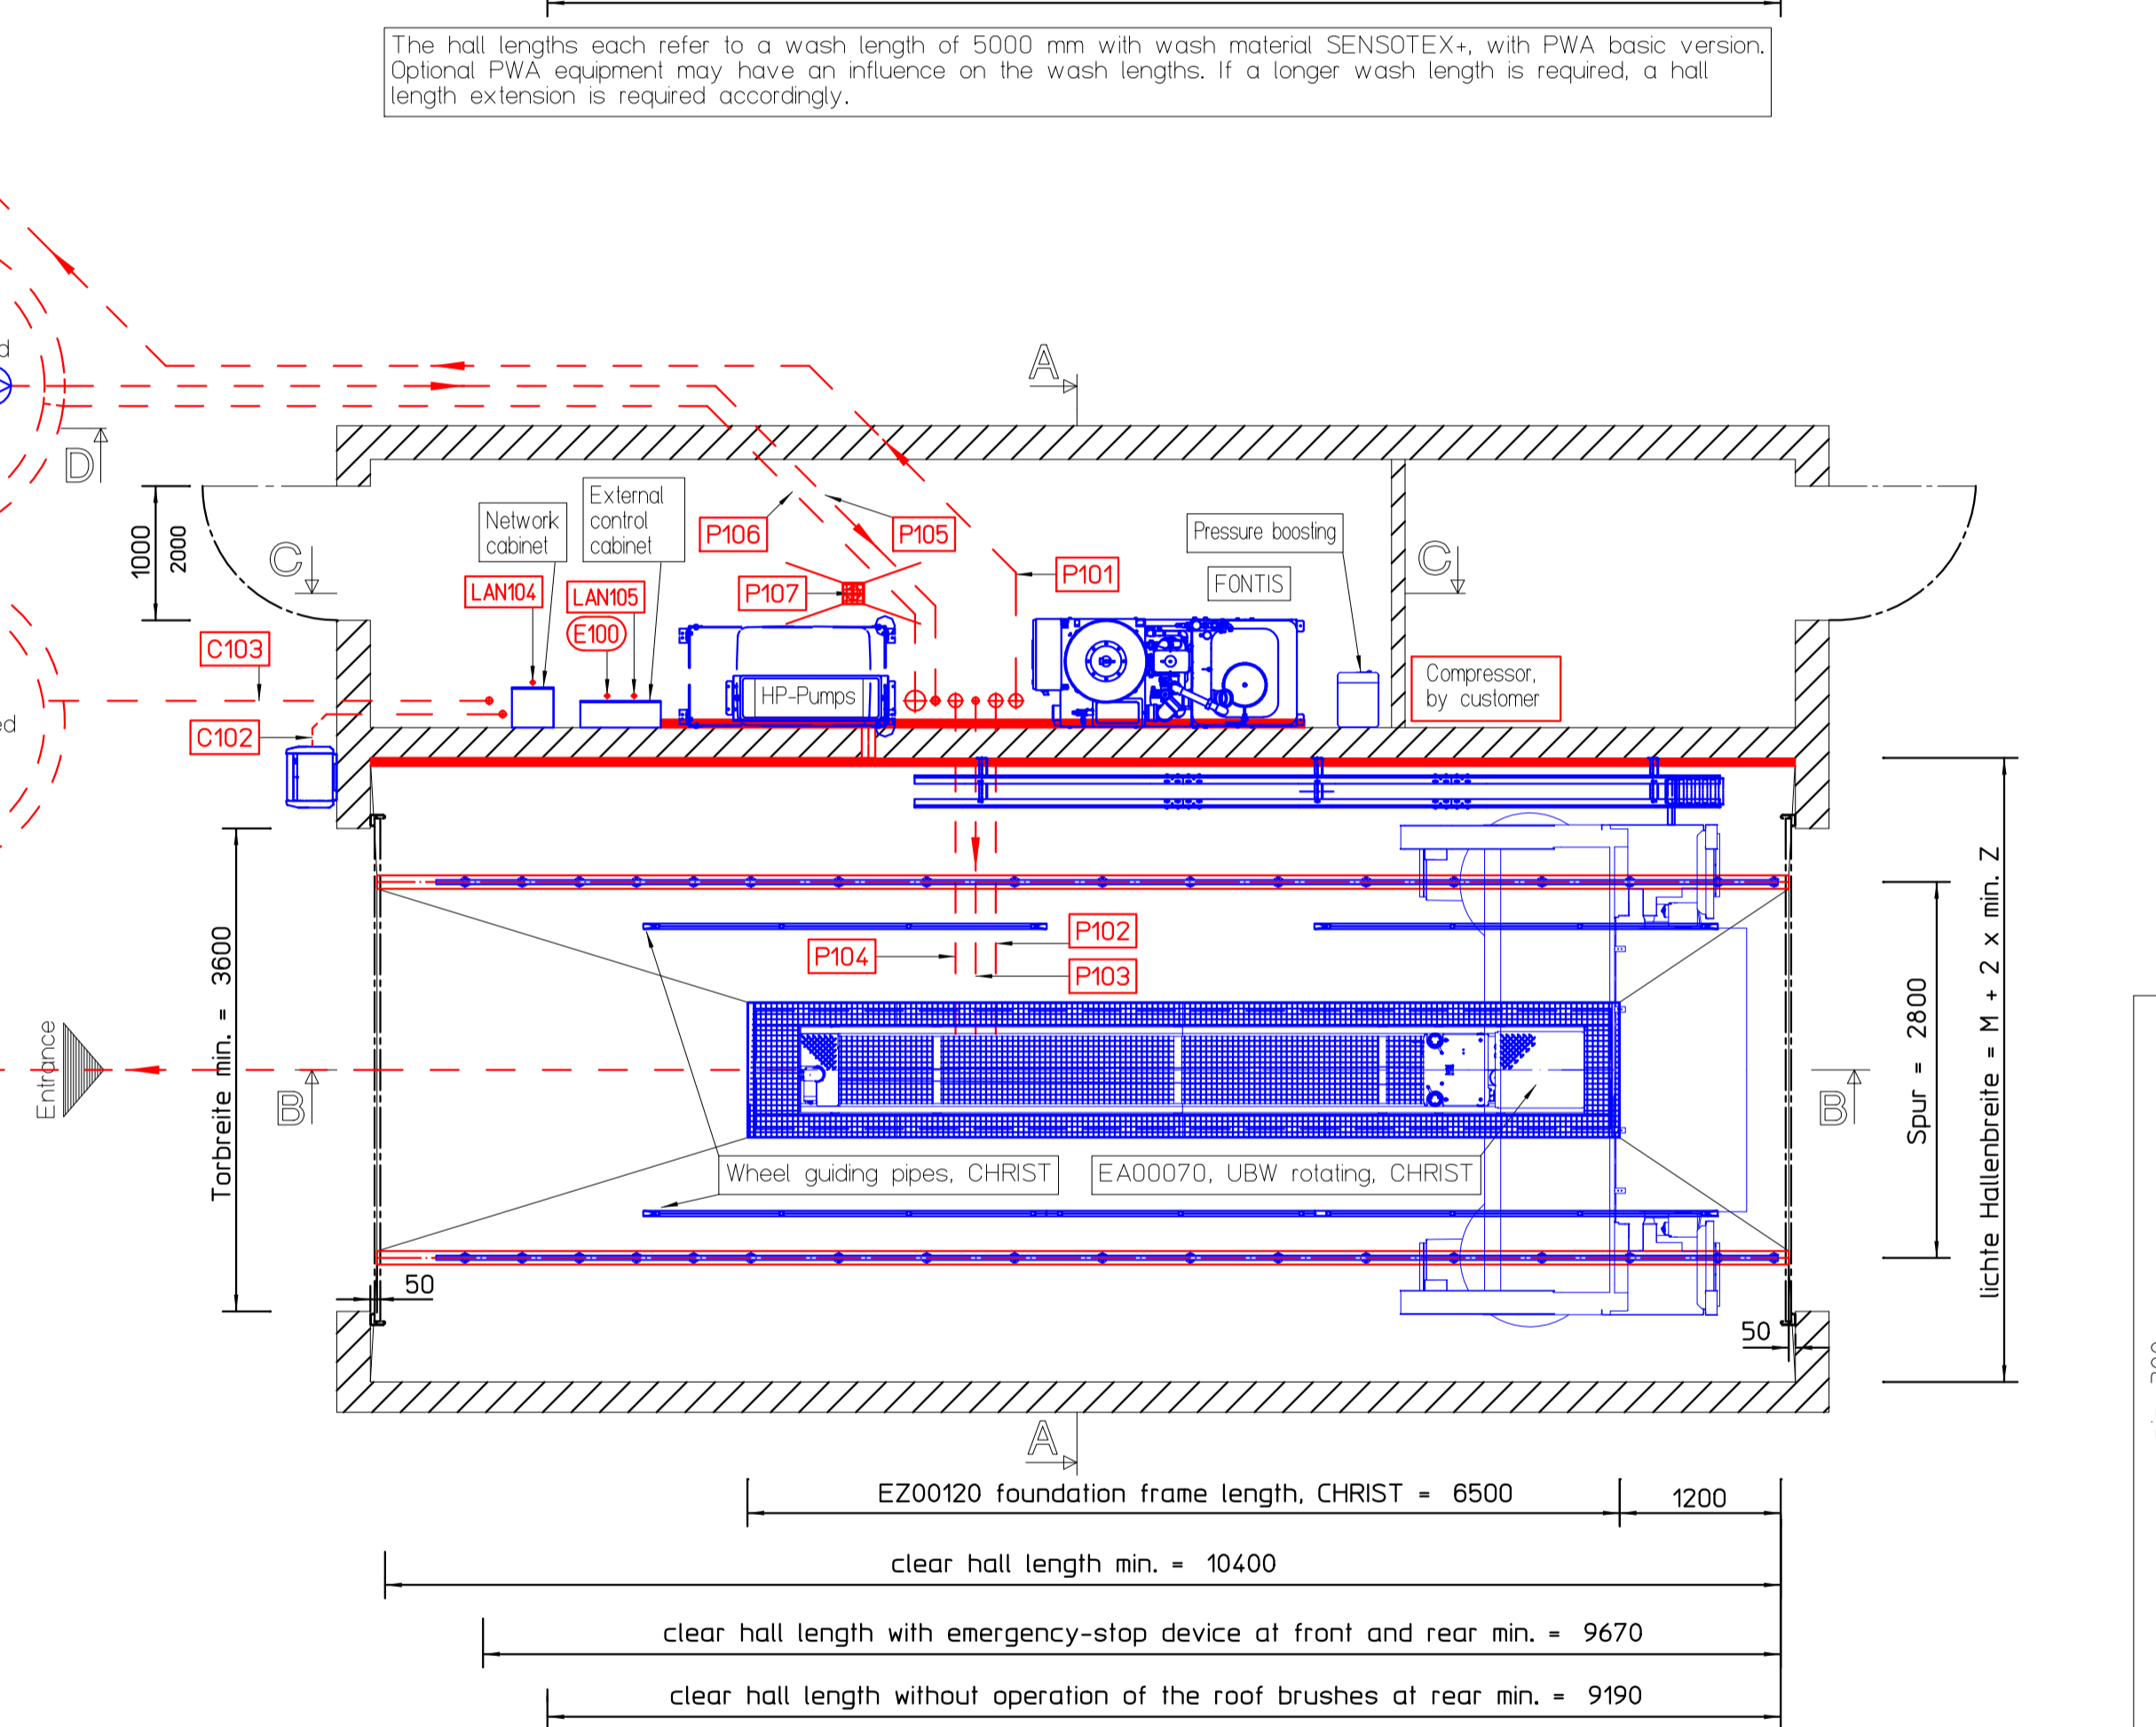 The hall lengths each refer to a wash length of 5000 mm with wash material SENSOTEX+, with PWA basic version.
Optional PWA equipment may have an influence on the wash lengths. If a longer wash length is required, a hall
length extension is required accordingly.
A
D
1000
2000
C
Network
cabinet
External
control
cabinet
P106
P105
Pressure boosting
C
LAN104
LAN105
E100
P107
P101
FONTIS
C103
HP-Pumps
Compressor,
by customer
C102
P104
P102
P103
Torbreite min. = 3600
Entrance
B
B
Spur = 2800
lichte Hallenbreite = M + 2 x min. Z
Wheel guiding pipes, CHRIST
EA00070, UBW rotating, CHRIST
50
50
A
EZ00120 foundation frame length, CHRIST = 6500
1200
clear hall length min. = 10400
clear hall length with emergency-stop device at front and rear min. = 9670
clear hall length without operation of the roof brushes at rear min. = 9190